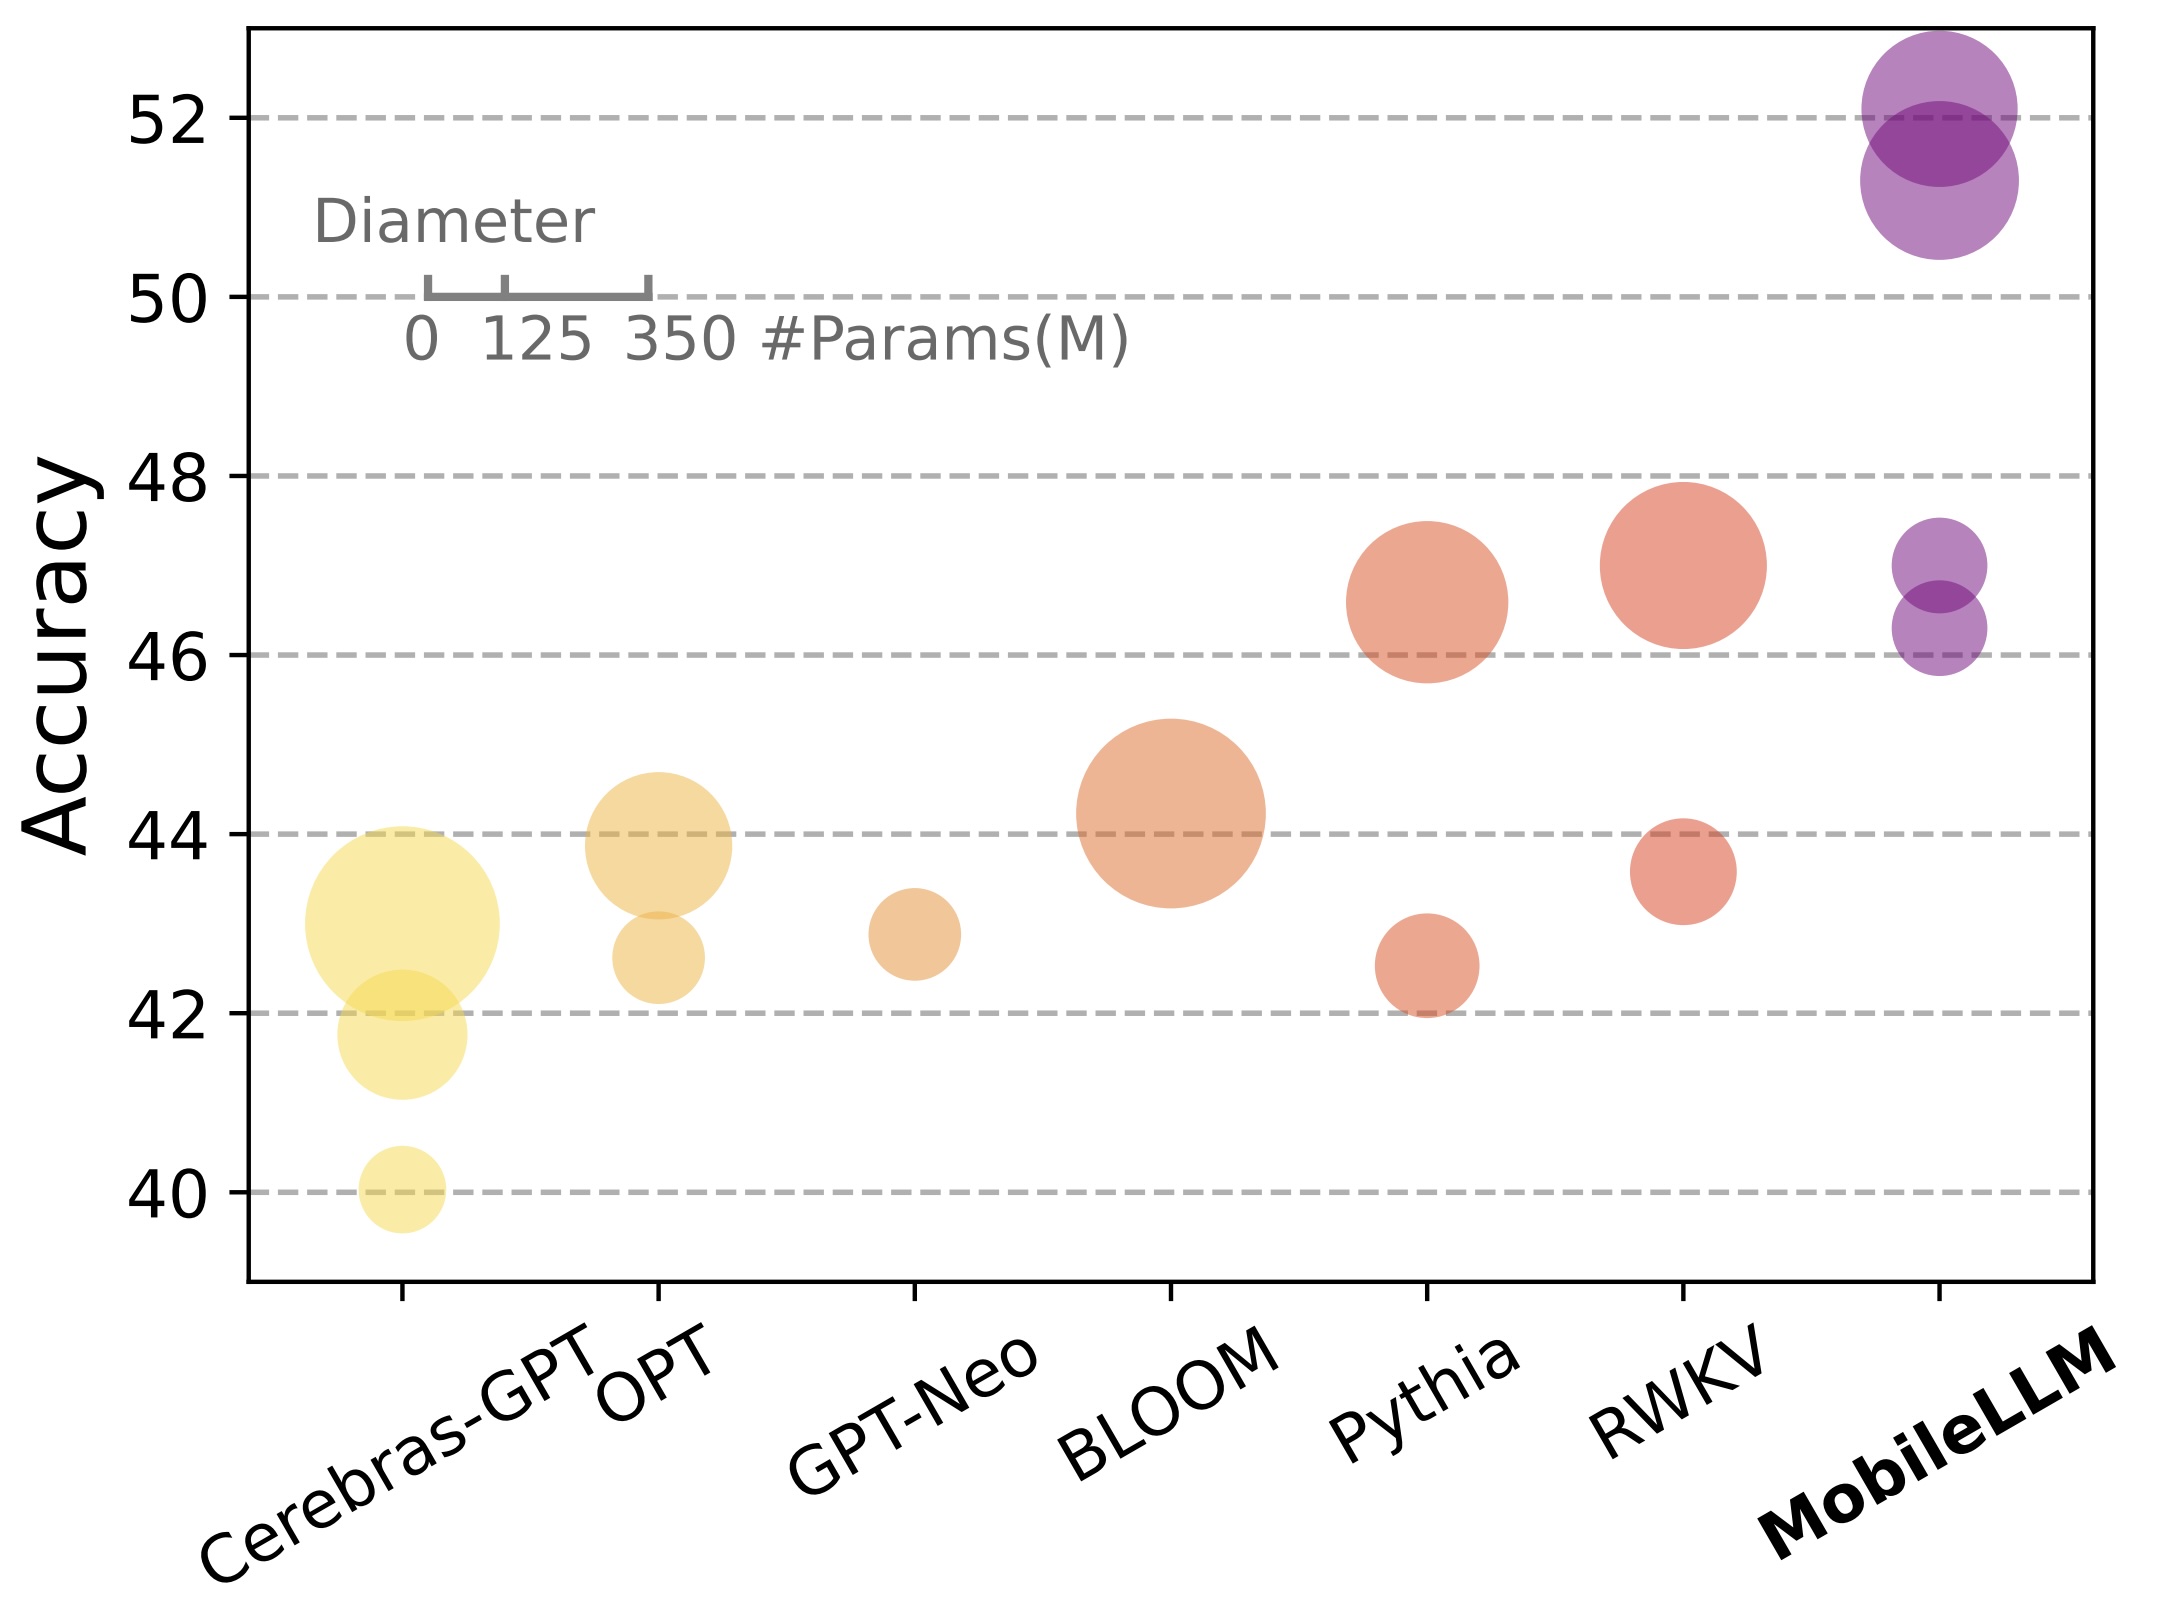 Accuracy
52
50
48
46
44
42
40
Diameter
0 125 350 #Params(M)
Cerebras-GPT
OPT
GPT-Neo
BLOOM
Pythia
RWKV
MobileLLM